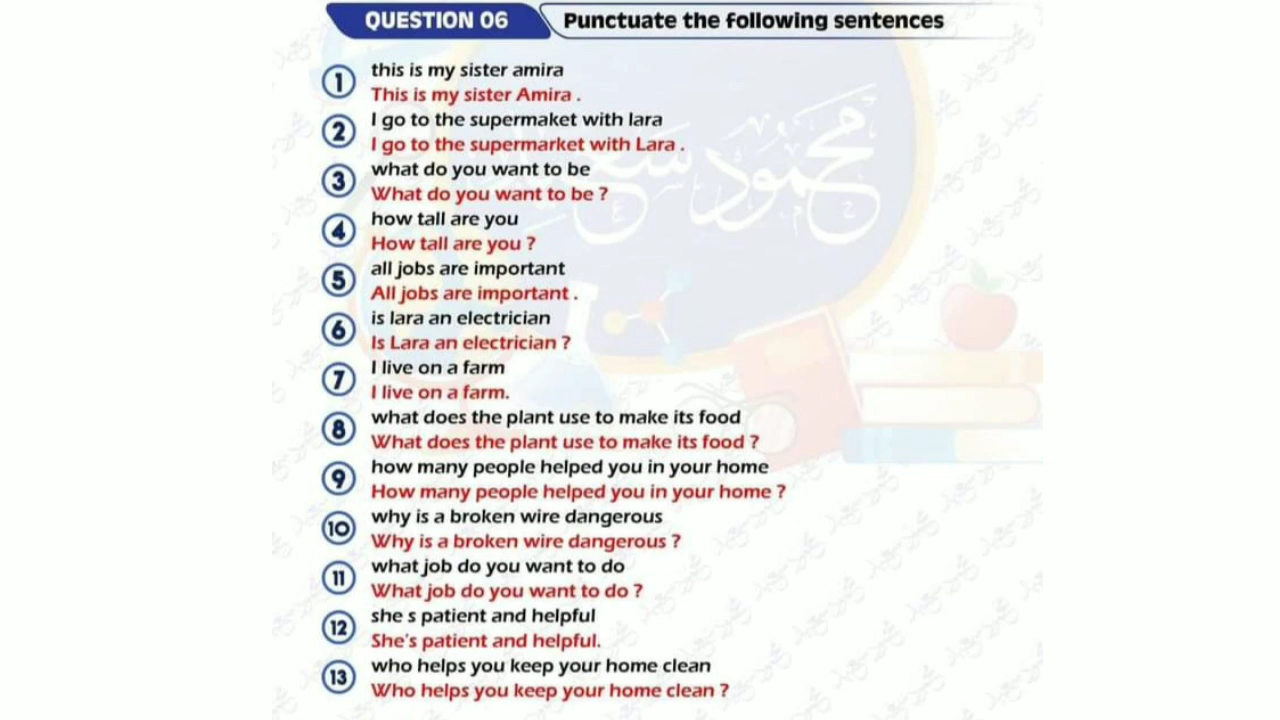 QUESTION 06 Punctuate the following sentences
1 this is my sister amira
This is my sister Amira .
2 I go to the supermaket with lara
I go to the supermarket with Lara .
3 what do you want to be
What do you want to be ?
4 how tall are you
How tall are you ?
5 all jobs are important
All jobs are important .
6 is lara an electrician
Is Lara an electrician ?
7 I live on a farm
I live on a farm.
8 what does the plant use to make its food
What does the plant use to make its food ?
9 how many people helped you in your home
How many people helped you in your home ?
10 why is a broken wire dangerous
Why is a broken wire dangerous ?
11 what job do you want to do
What job do you want to do ?
12 she s patient and helpful
She's patient and helpful.
13 who helps you keep your home clean
Who helps you keep your home clean ?
محمود سعيد